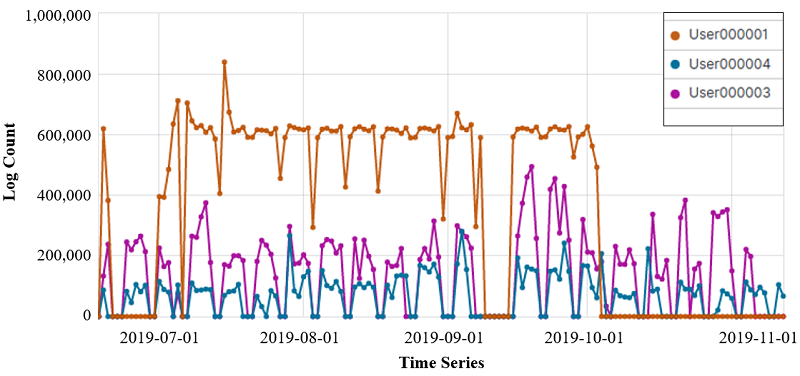 1,000,000
800,000
600,000
400,000
200,000
0
Log Count
User000001
User000004
User000003
2019-07-01
2019-08-01
2019-09-01
2019-10-01
2019-11-01
Time Series